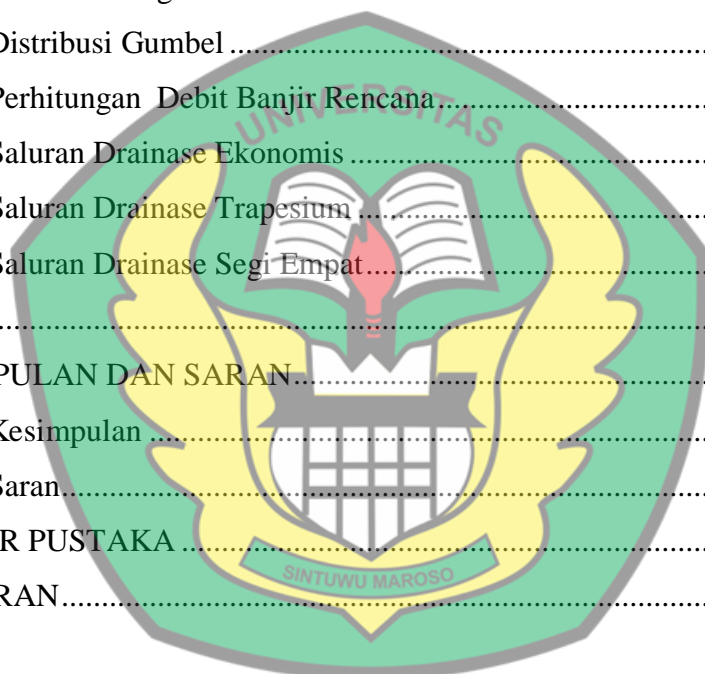 Distribusi Gumbel ........................................................................
Perhitungan Debit Banjir Rencana ........................................................................
Saluran Drainase Ekonomis ........................................................................
Saluran Drainase Trapesium ........................................................................
Saluran Drainase Segi Empat ........................................................................
........................................................................
PULAN DAN SARAN ........................................................................
Kesimpulan ........................................................................
Saran ........................................................................
R PUSTAKA ........................................................................
RAN ........................................................................
UNIVERSITAS
SINTUWU MAROSO